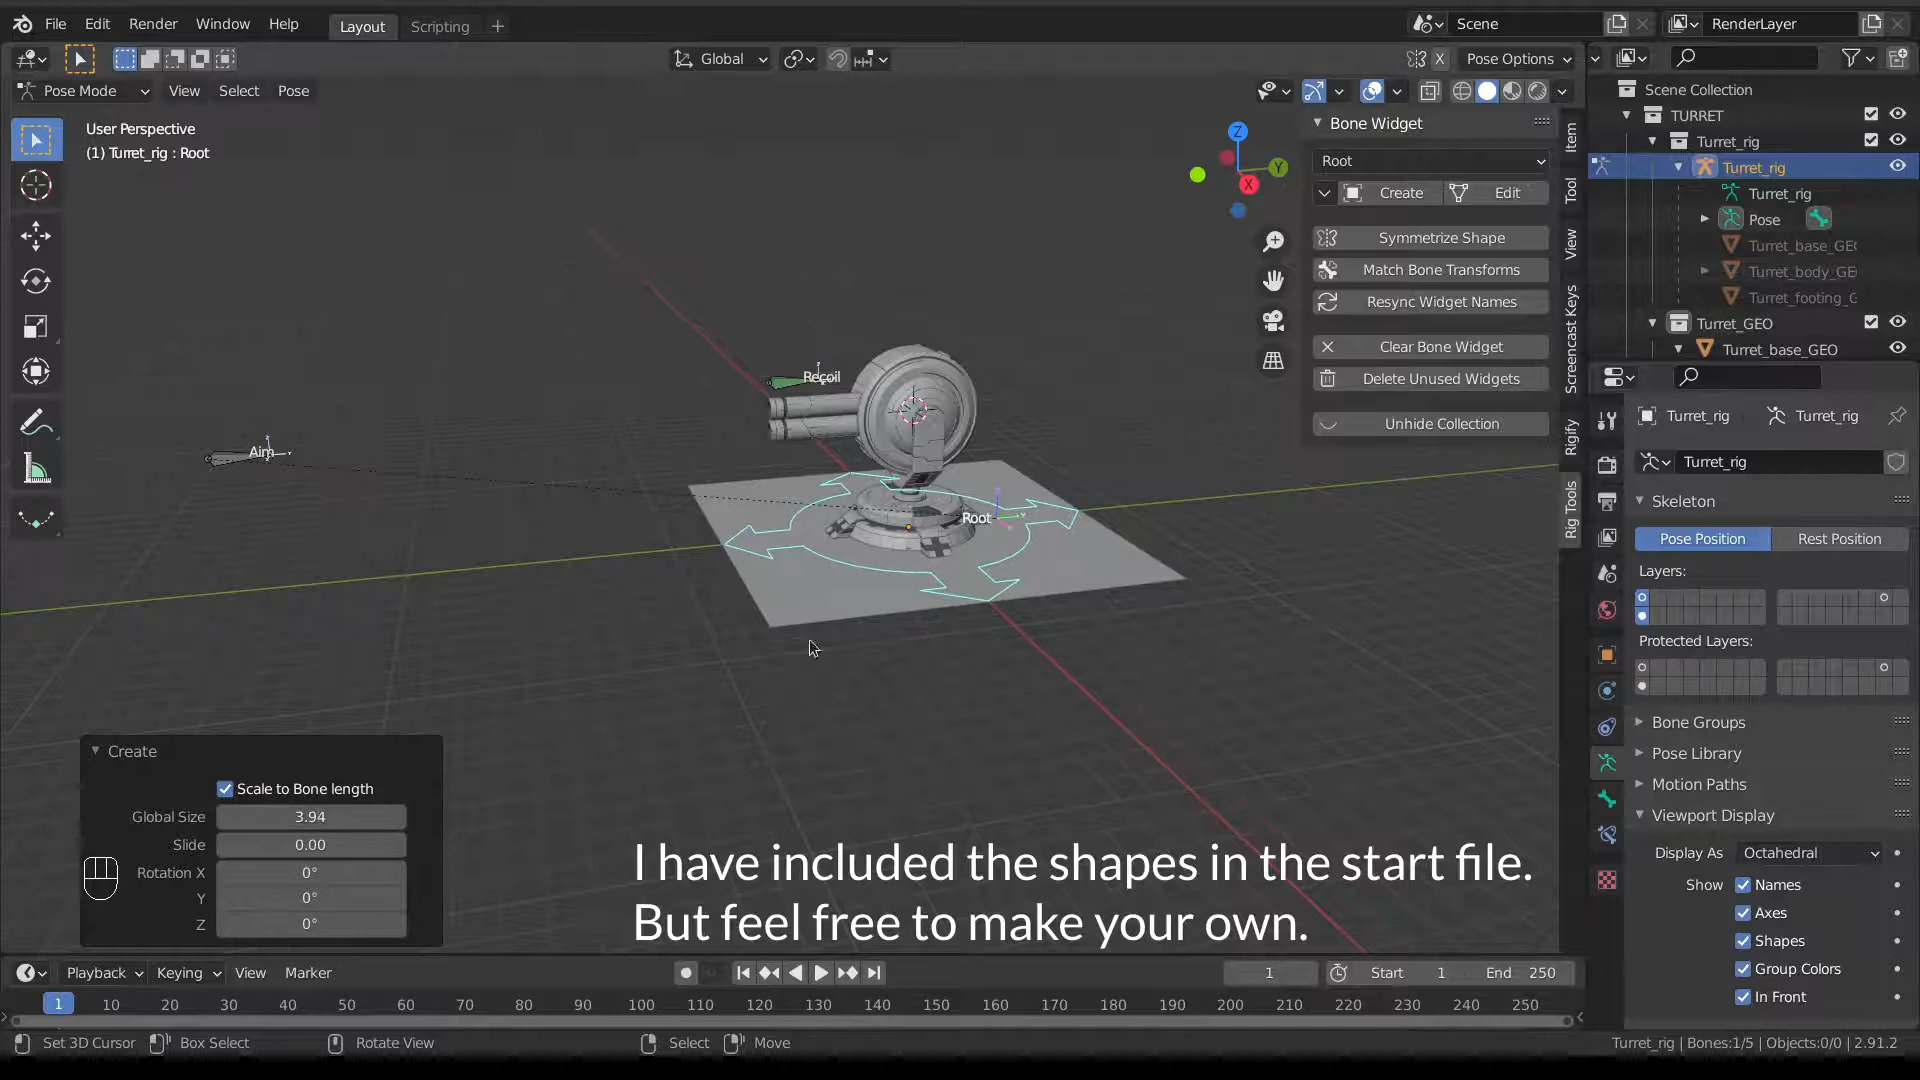 File Edit Render Window Help Layout Scripting Scene RenderLayer
Global X Pose Options
Pose Mode View Select Pose
User Perspective
(1) Turret_rig : Root
Z
Y
X
Recoil
Aim
Root
Bone Widget
Root
Create Edit
Symmetrize Shape
Match Bone Transforms
Resync Widget Names
Clear Bone Widget
Delete Unused Widgets
Unhide Collection
Item
Tool
View
Screencast Keys
Rigify
Rig Tools
Scene Collection
TURRET
Turret_rig
Turret_rig
Turret_rig
Pose
Turret_base_GE
Turret_body_GE
Turret_footing_G
Turret_GEO
Turret_base_GEO
Turret_rig Turret_rig
Turret_rig
Skeleton
Pose Position Rest Position
Layers:
Protected Layers:
Bone Groups
Pose Library
Motion Paths
Viewport Display
Display As Octahedral
Show Names
Axes
Shapes
Group Colors
In Front
Create
Scale to Bone length
Global Size 3.94
Slide 0.00
Rotation X 0°
Y 0°
Z 0°
I have included the shapes in the start file.
But feel free to make your own.
Playback Keying View Marker 1 Start 1 End 250
1 10 20 30 40 50 60 70 80 90 100 110 120 130 140 150 160 170 180 190 200 210 220 230 240 250
Set 3D Cursor Box Select Rotate View Select Move Turret_rig | Bones:1/5 | Objects:0/0 | 2.91.2